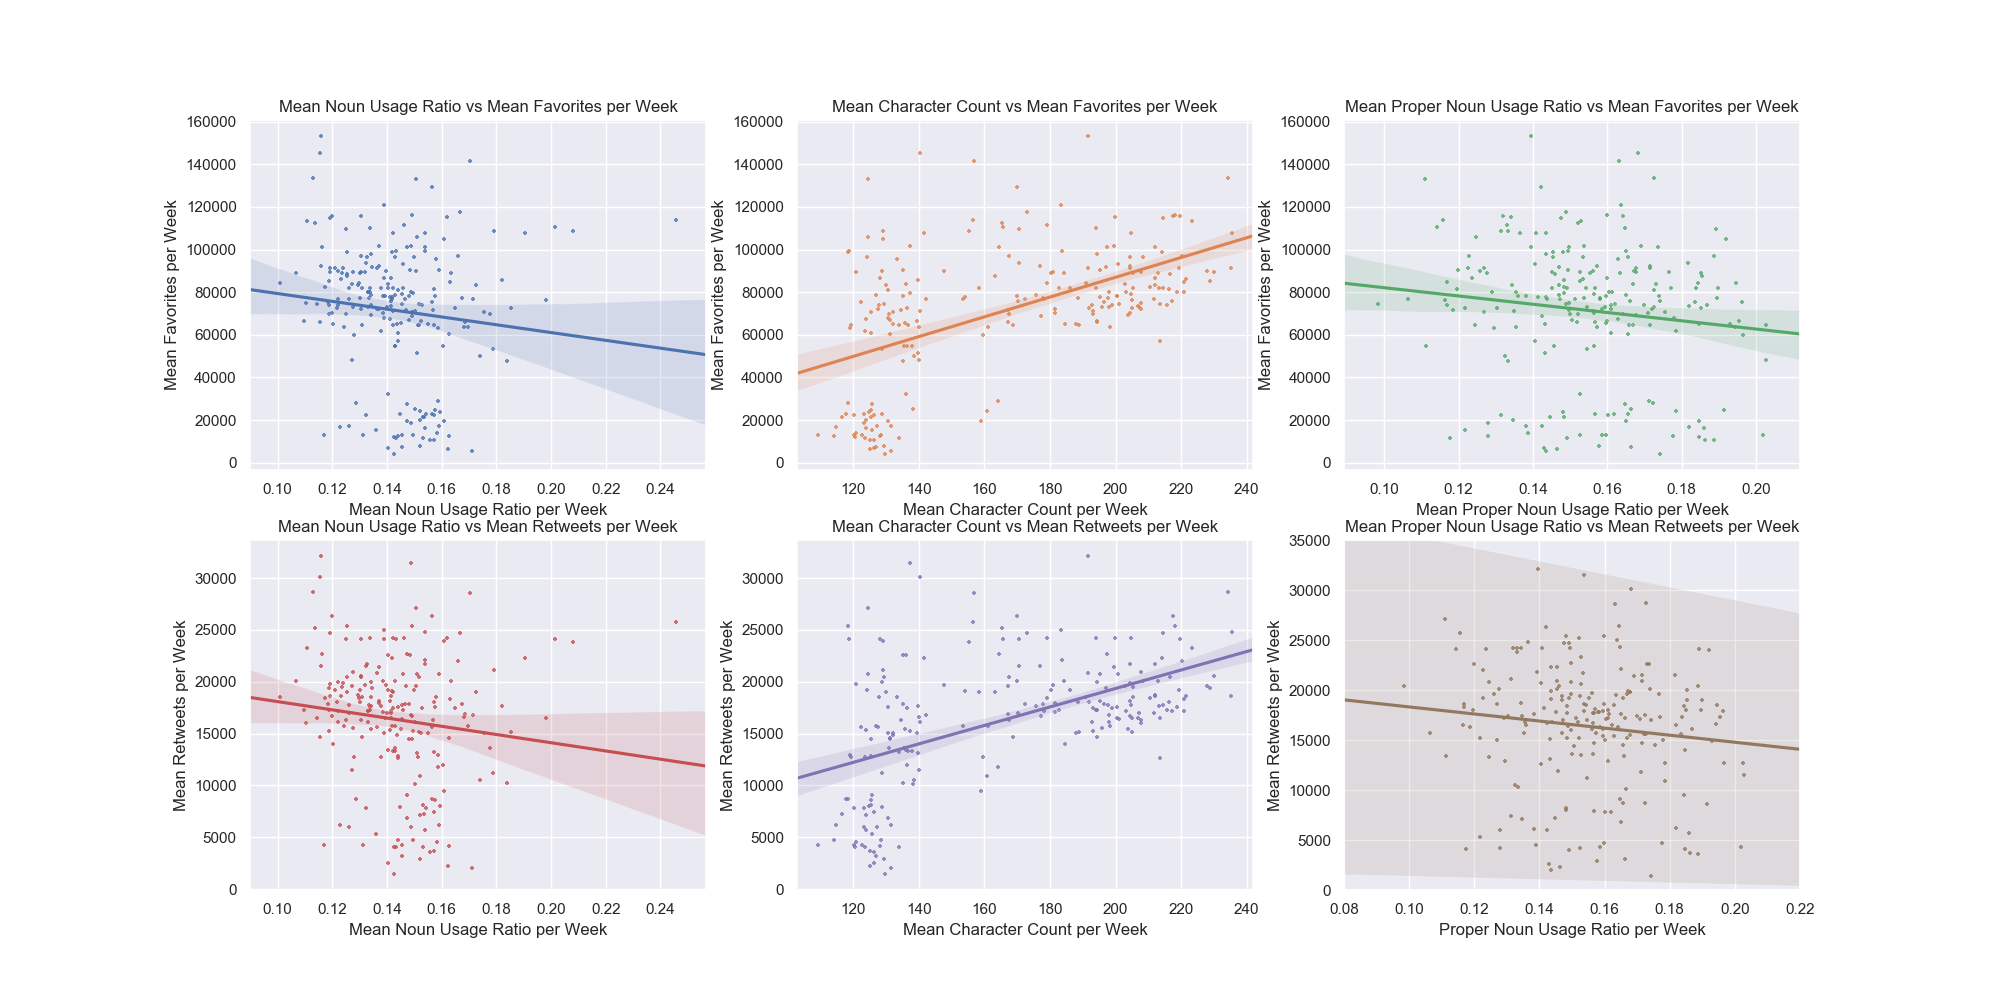 Mean Noun Usage Ratio vs Mean Favorites per Week
Mean Favorites per Week
160000
140000
120000
100000
80000
60000
40000
20000
0
0.10 0.12 0.14 0.16 0.18 0.20 0.22 0.24
Mean Noun Usage Ratio per Week
Mean Character Count vs Mean Favorites per Week
Mean Favorites per Week
160000
140000
120000
100000
80000
60000
40000
20000
0
120 140 160 180 200 220 240
Mean Character Count per Week
Mean Proper Noun Usage Ratio vs Mean Favorites per Week
Mean Favorites per Week
160000
140000
120000
100000
80000
60000
40000
20000
0
0.10 0.12 0.14 0.16 0.18 0.20
Mean Proper Noun Usage Ratio per Week
Mean Noun Usage Ratio vs Mean Retweets per Week
Mean Retweets per Week
30000
25000
20000
15000
10000
5000
0
0.10 0.12 0.14 0.16 0.18 0.20 0.22 0.24
Mean Noun Usage Ratio per Week
Mean Character Count vs Mean Retweets per Week
Mean Retweets per Week
30000
25000
20000
15000
10000
5000
0
120 140 160 180 200 220 240
Mean Character Count per Week
Mean Proper Noun Usage Ratio vs Mean Retweets per Week
Mean Retweets per Week
35000
30000
25000
20000
15000
10000
5000
0
0.08 0.10 0.12 0.14 0.16 0.18 0.20 0.22
Proper Noun Usage Ratio per Week